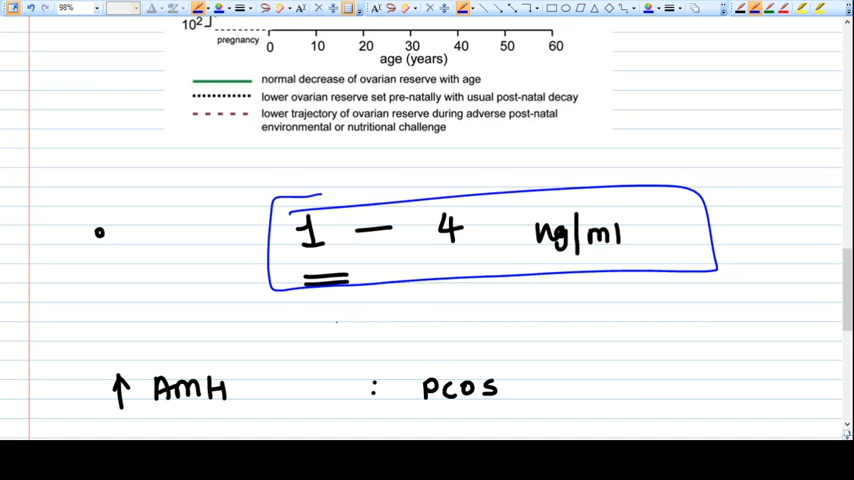 98%
10²
pregnancy
0 10 20 30 40 50 60
age (years)
normal decrease of ovarian reserve with age
lower ovarian reserve set pre-natally with usual post-natal decay
lower trajectory of ovarian reserve during adverse post-natal
environmental or nutritional challenge
1 — 4 ng/ml
↑ AMH : PCOS